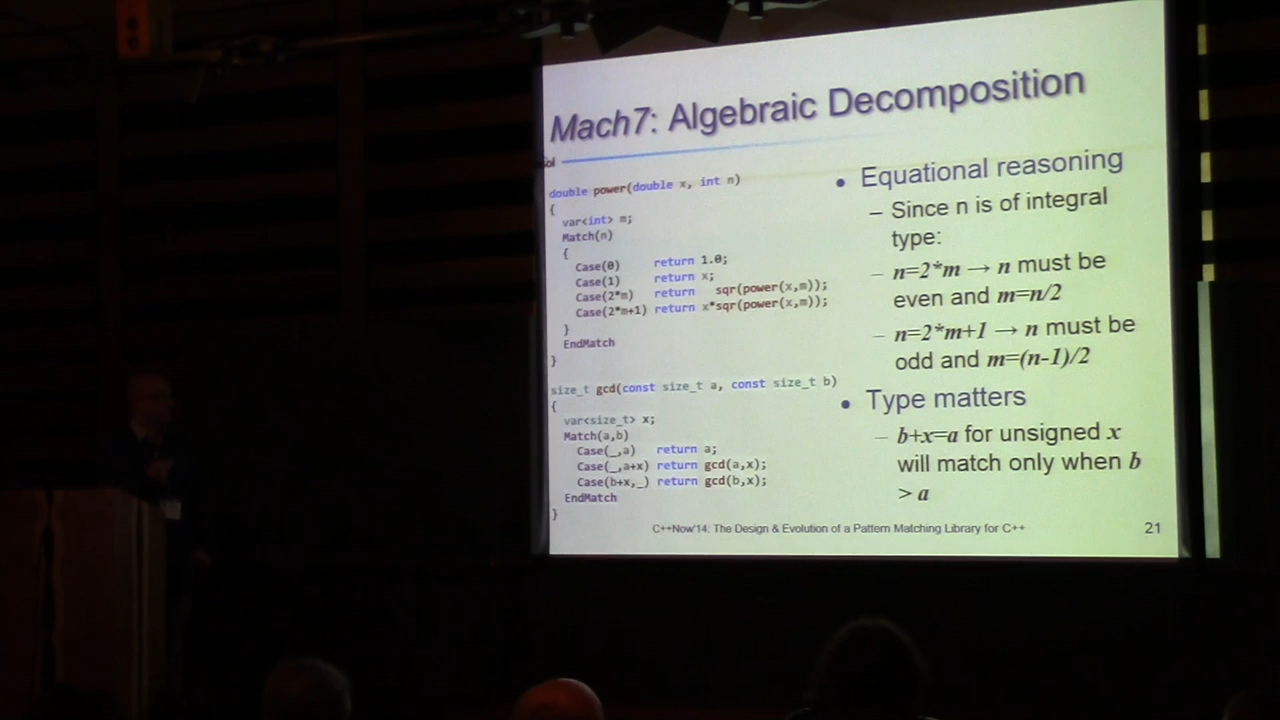 Mach7: Algebraic Decomposition
ol
double power(double x, int n)
{
var<int> m;
Match(n)
{
Case(0) return 1.0;
Case(1) return x;
Case(2*m) return sqr(power(x,m));
Case(2*m+1) return x*sqr(power(x,m));
}
EndMatch
}
size_t gcd(const size_t a, const size_t b)
{
var<size_t> x;
Match(a,b)
Case(_,a) return a;
Case(_,a+x) return gcd(a,x);
Case(b+x,_) return gcd(b,x);
EndMatch
}
• Equational reasoning
– Since n is of integral
type:
– n=2*m → n must be
even and m=n/2
– n=2*m+1 → n must be
odd and m=(n-1)/2
• Type matters
– b+x=a for unsigned x
will match only when b
> a
C++Now'14: The Design & Evolution of a Pattern Matching Library for C++
21